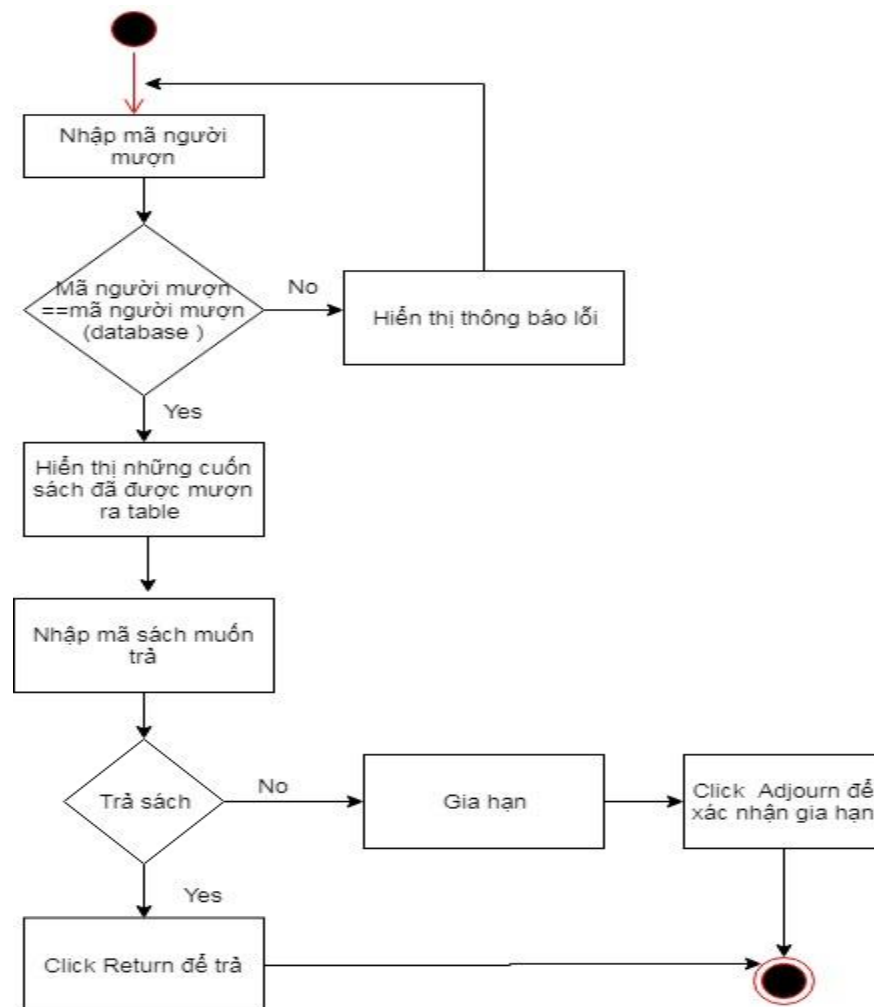 Nhập mã người
mượn
Mã người mượn
==mã người mượn
(database )
No
Hiển thị thông báo lỗi
Yes
Hiển thị những cuốn
sách đã được mượn
ra table
Nhập mã sách muốn
trả
Trả sách
No
Gia hạn
Click Adjourn để
xác nhận gia hạn
Yes
Click Return để trả